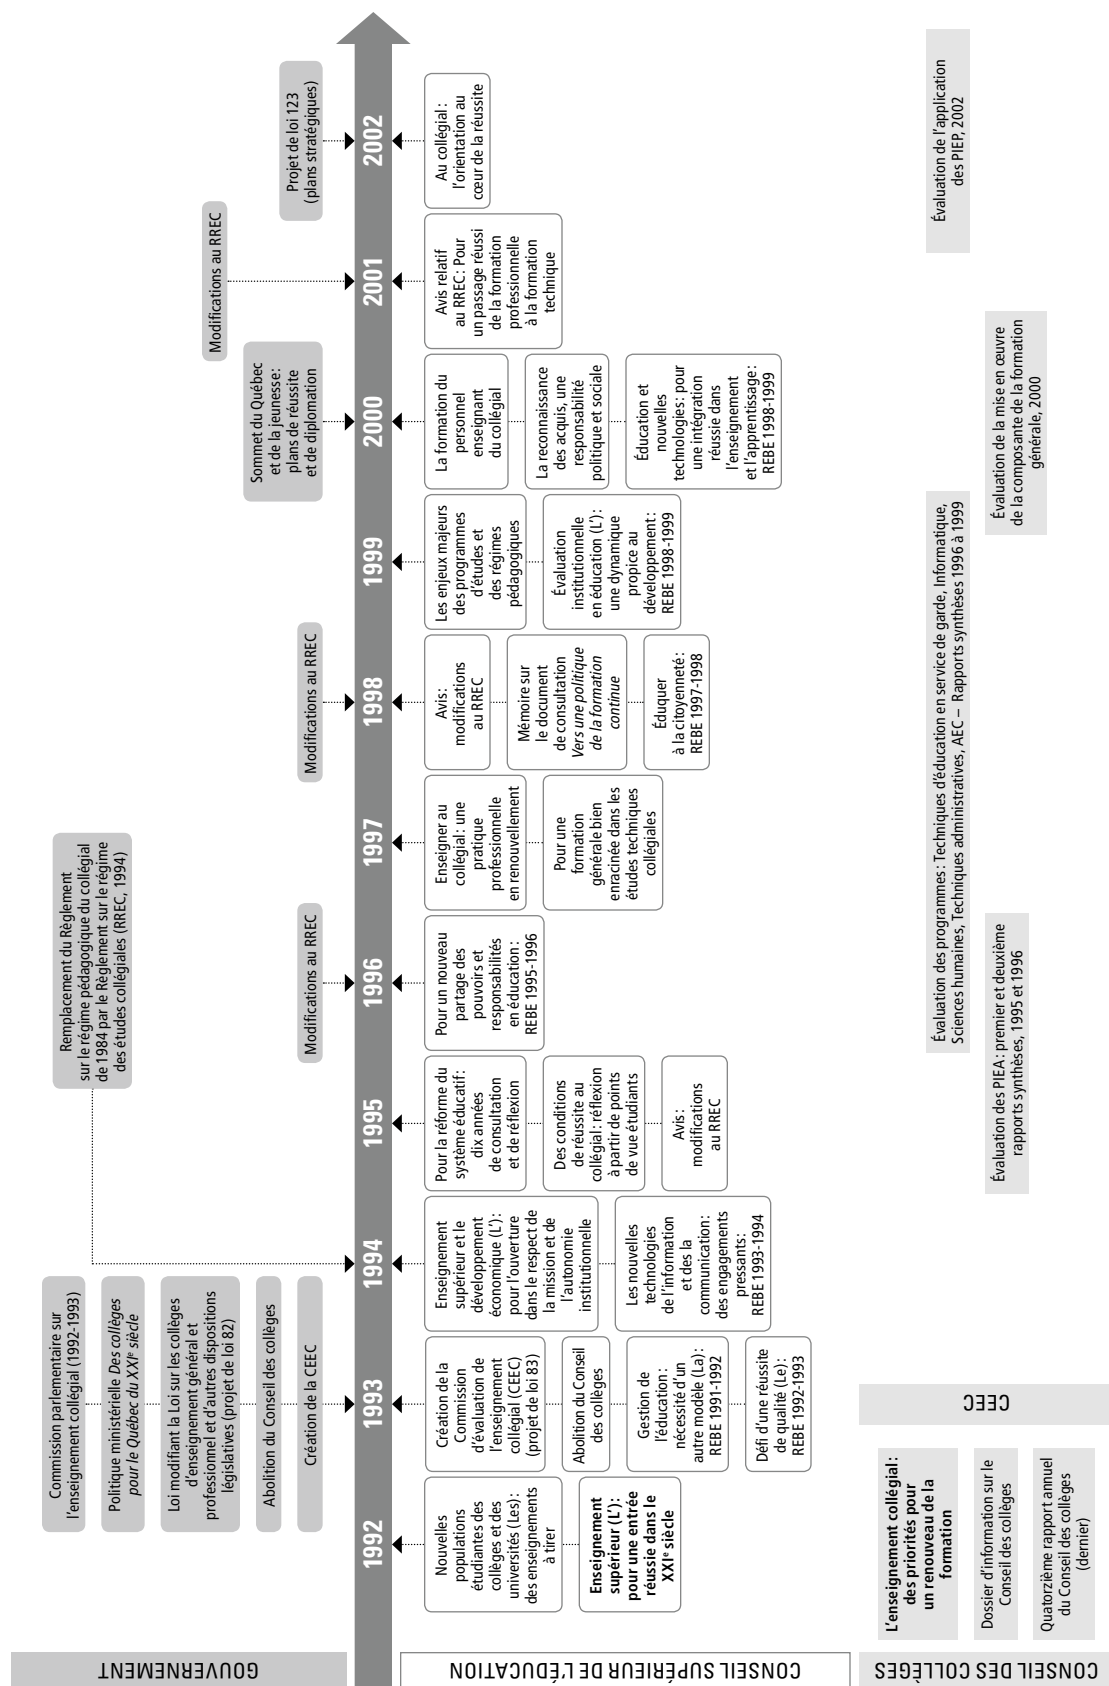 GOUVERNEMENT
Commission parlementaire sur
l'enseignement collégial (1992-1993)
Politique ministérielle Des collèges
pour le Québec du XXIe siècle
Loi modifiant la Loi sur les collèges
d'enseignement général et
professionnel et d'autres dispositions
législatives (projet de loi 82)
Abolition du Conseil des collèges
Création de la CEEC
Remplacement du Règlement
sur le régime pédagogique du collégial
de 1984 par le Règlement sur le régime
des études collégiales (RREC, 1994)
Modifications au RREC
Modifications au RREC
Sommet du Québec
et de la jeunesse:
plans de réussite
et de diplomation
Modifications au RREC
Projet de loi 123
(plans stratégiques)
1992
1993
1994
1995
1996
1997
1998
1999
2000
2001
2002
CONSEIL SUPÉRIEUR DE L'ÉDUCATION
Nouvelles
populations
étudiantes des
collèges et des
universités (Les):
des enseignements
à tirer
Enseignement
supérieur (L'):
pour une entrée
réussie dans le
XXIe siècle
Création de la
Commission
d'évaluation de
l'enseignement
collégial (CEEC)
(projet de loi 83)
Abolition du Conseil
des collèges
Gestion de
l'éducation:
nécessité d'un
autre modèle (La):
REBE 1991-1992
Défi d'une réussite
de qualité (Le):
REBE 1992-1993
Enseignement
supérieur et le
développement
économique (L'):
pour l'ouverture
dans le respect de
la mission et de
l'autonomie
institutionnelle
Les nouvelles
technologies
de l'information
et des la
communication:
des engagements
pressants:
REBE 1993-1994
Pour la réforme du
système éducatif:
dix années
de consultation
et de réflexion
Des conditions
de réussite au
collégial: réflexion
à partir de points
de vue étudiants
Avis:
modifications
au RREC
Pour un nouveau
partage des
pouvoirs et
responsabilités
en éducation:
REBE 1995-1996
Enseigner au
collégial: une
pratique
professionnelle
en renouvellement
Pour une
formation
générale bien
enracinée dans les
études techniques
collégiales
Avis:
modifications
au RREC
Mémoire sur
le document
de consultation
Vers une politique
de la formation
continue
Éduquer
à la citoyenneté:
REBE 1997-1998
Les enjeux majeurs
des programmes
d'études et
des régimes
pédagogiques
Évaluation
institutionnelle
en éducation (L'):
une dynamique
propice au
développement:
REBE 1998-1999
La formation du
personnel
enseignant
du collégial
La reconnaissance
des acquis, une
responsabilité
politique et sociale
Éducation et
nouvelles
technologies: pour
une intégration
réussie dans
l'enseignement
et l'apprentissage:
REBE 1998-1999
Avis relatif
au RREC: Pour
un passage réussi
de la formation
professionnelle
à la formation
technique
Au collégial:
l'orientation au
cœur de la réussite
CONSEIL DES COLLÈGES
L'enseignement collégial:
des priorités pour
un renouveau de la
formation
Dossier d'information sur le
Conseil des collèges
Quatorzième rapport annuel
du Conseil des collèges
(dernier)
CEEC
Évaluation des PIEA: premier et deuxième
rapports synthèses, 1995 et 1996
Évaluation des programmes: Techniques d'éducation en service de garde, Informatique,
Sciences humaines, Techniques administratives, AEC – Rapports synthèses 1996 à 1999
Évaluation de la mise en œuvre
de la composante de la formation
générale, 2000
Évaluation de l'application
des PIEP, 2002